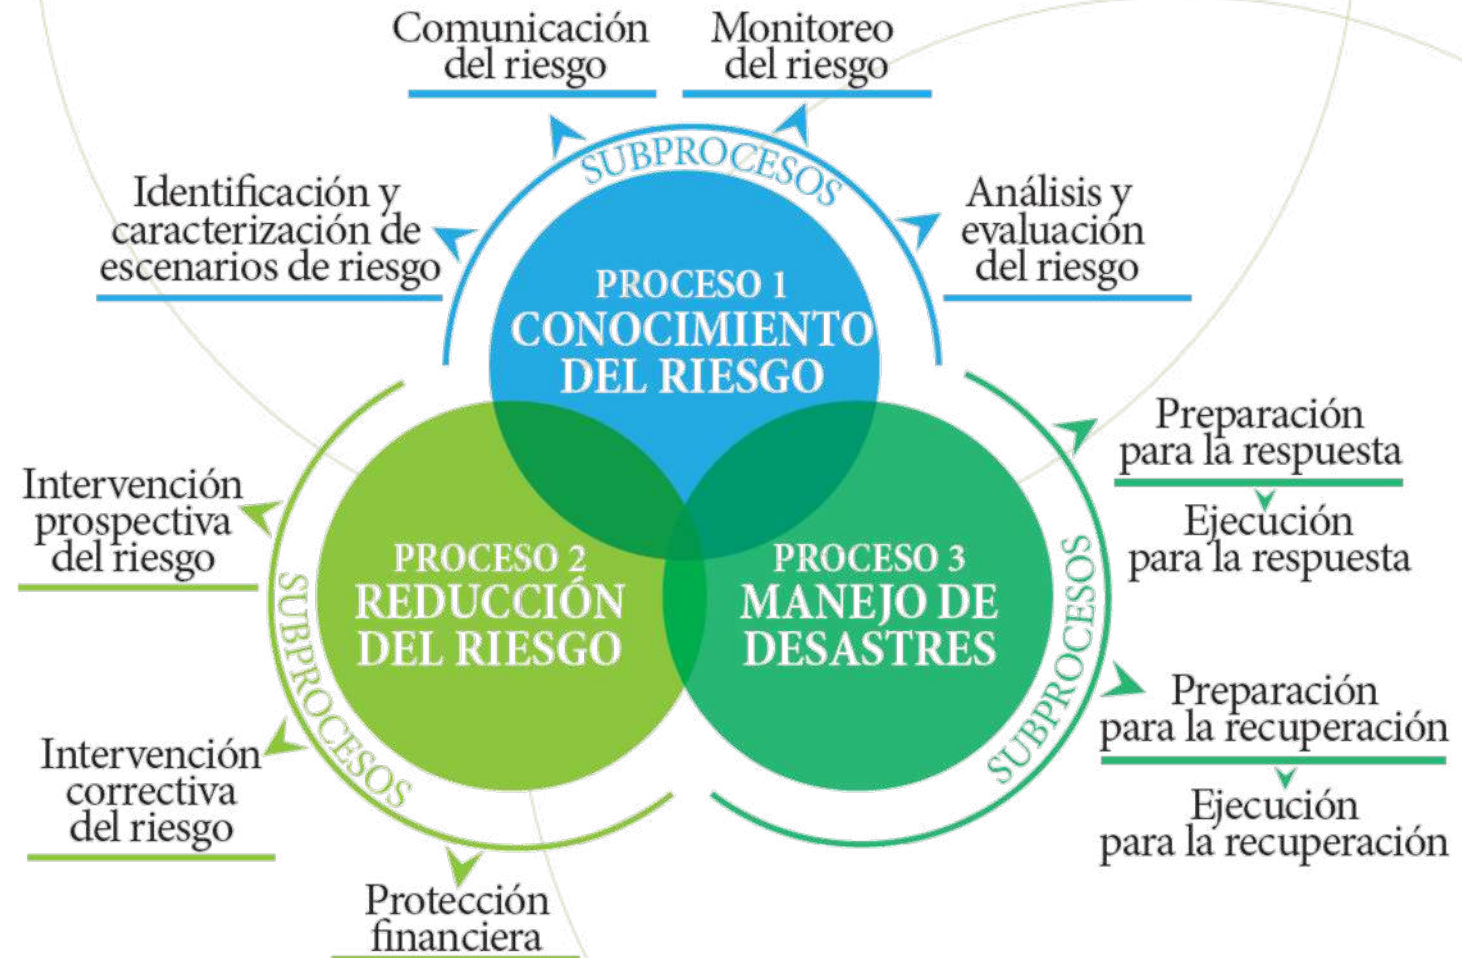 Comunicación
del riesgo
Monitoreo
del riesgo
Identificación y
caracterización de
escenarios de riesgo
SUBPROCESOS
Análisis y
evaluación
del riesgo
PROCESO 1
CONOCIMIENTO
DEL RIESGO
Intervención
prospectiva
del riesgo
Intervención
correctiva
del riesgo
Protección
financiera
SUBPROCESOS
PROCESO 2
REDUCCIÓN
DEL RIESGO
PROCESO 3
MANEJO DE
DESASTRES
SUBPROCESOS
Preparación
para la respuesta
Ejecución
para la respuesta
Preparación
para la recuperación
Ejecución
para la recuperación